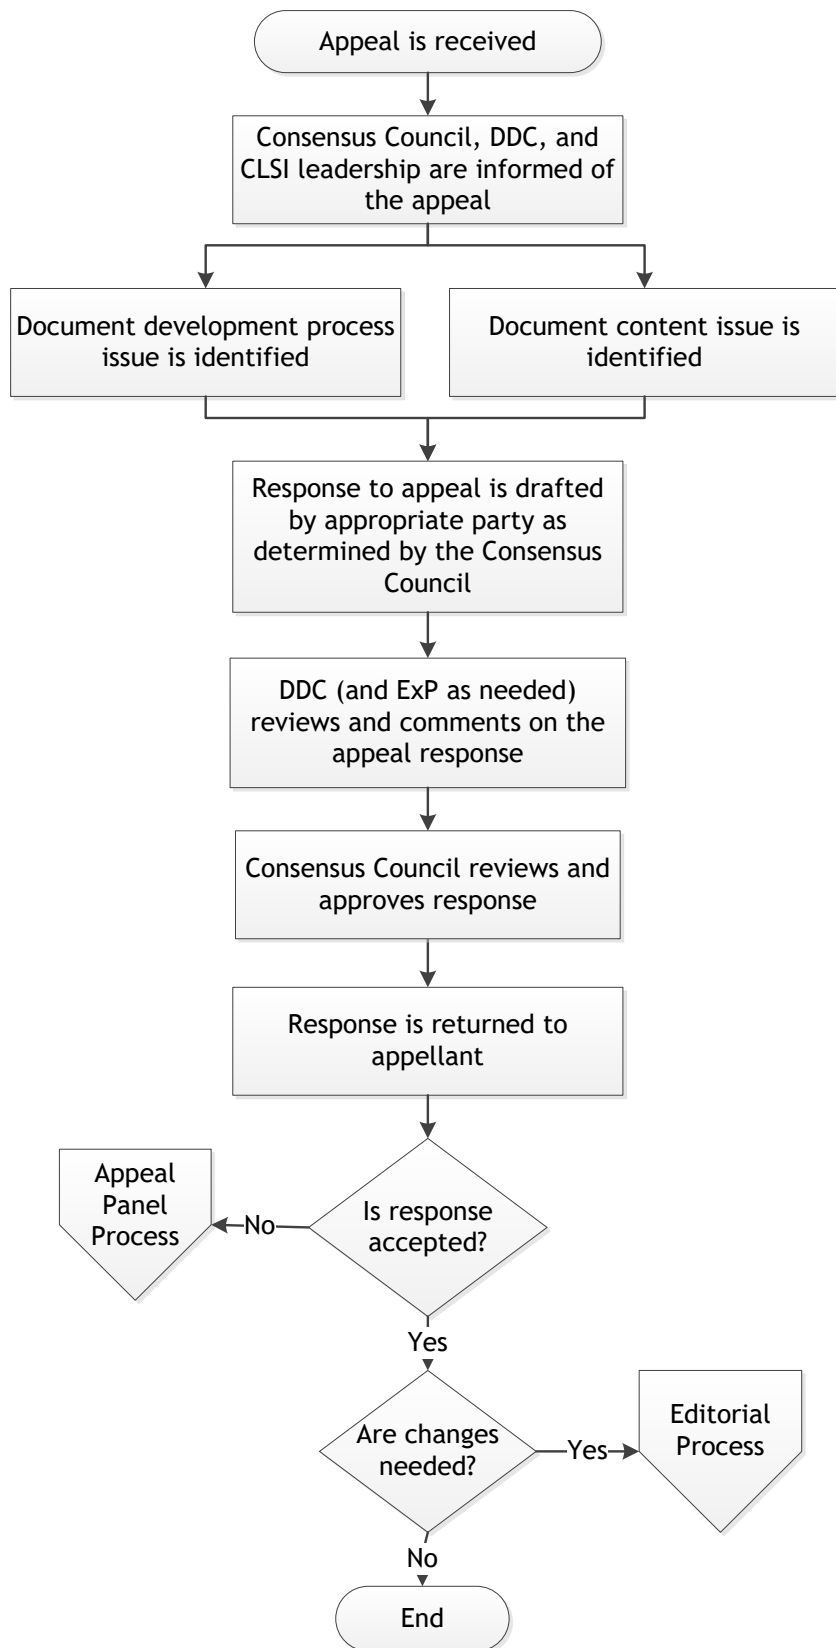 Appeal is received
Consensus Council, DDC, and
CLSI leadership are informed of
the appeal
Document development process
issue is identified
Document content issue is
identified
Response to appeal is drafted
by appropriate party as
determined by the Consensus
Council
DDC (and ExP as needed)
reviews and comments on the
appeal response
Consensus Council reviews and
approves response
Response is returned to
appellant
Appeal
Panel
Process
No
Is response
accepted?
Yes
Are changes
needed?
Yes
Editorial
Process
No
End